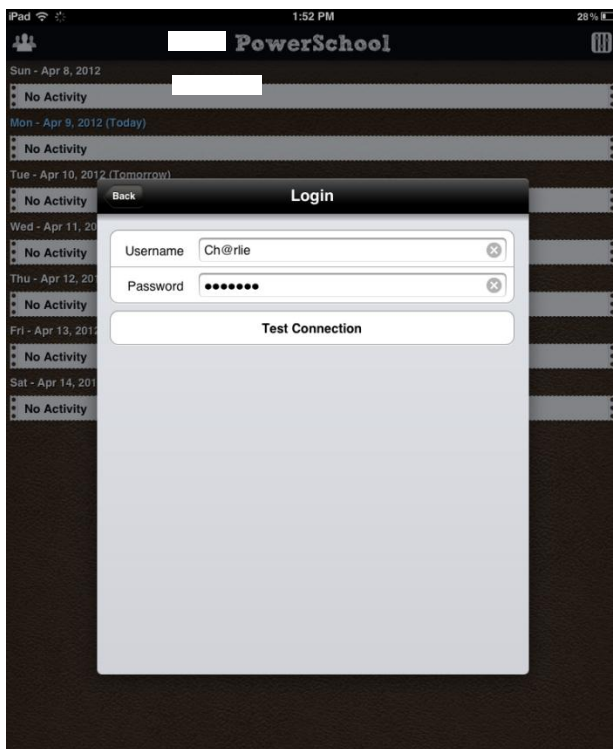 iPad 1:52 PM 28%
PowerSchool
Sun - Apr 8, 2012
No Activity
Mon - Apr 9, 2012 (Today)
No Activity
Tue - Apr 10, 2012 (Tomorrow)
No Activity
Wed - Apr 11, 20
No Activity
Thu - Apr 12, 201
No Activity
Fri - Apr 13, 2012
No Activity
Sat - Apr 14, 201
No Activity
Back Login
Username Ch@rlie
Password •••••••
Test Connection